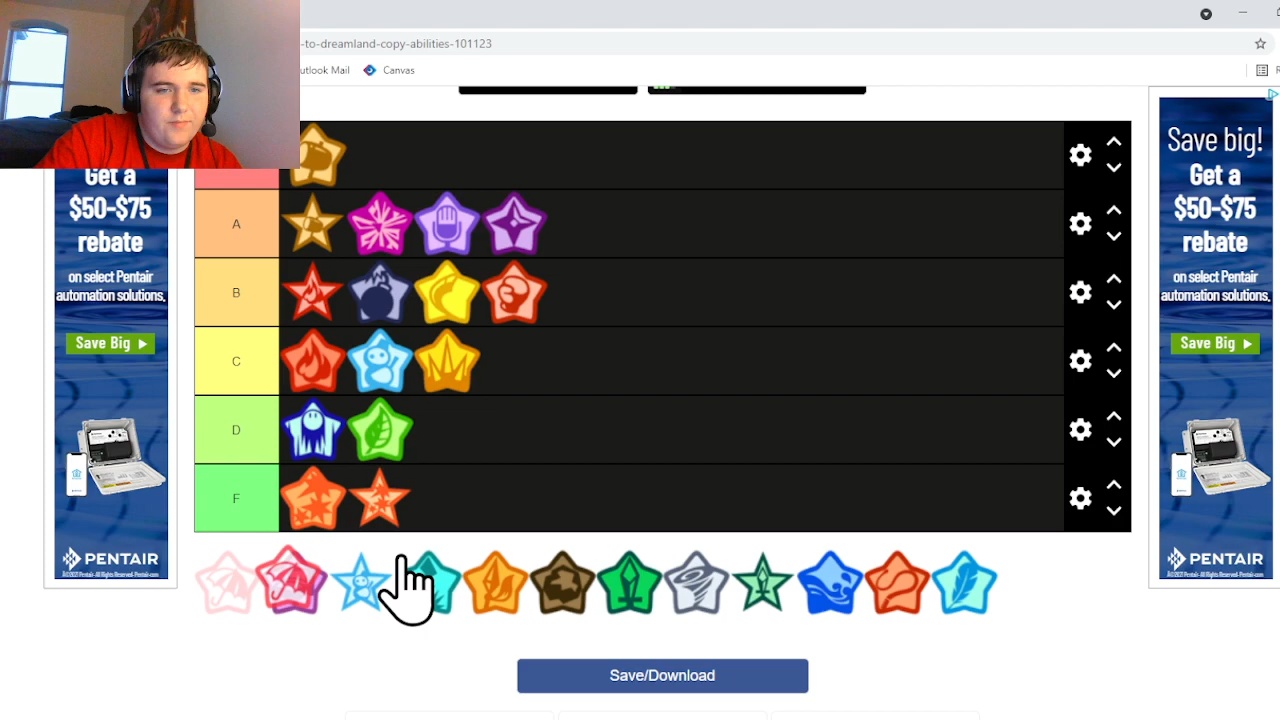 -to-dreamland-copy-abilities-101123
utlook Mail
Canvas
Get a
$50-$75
rebate
on select Pentair
automation solutions.
Save Big
PENTAIR
A
B
C
D
F
Save/Download
Save big!
Get a
$50-$75
rebate
on select Pentair
automation solutions.
Save Big
PENTAIR